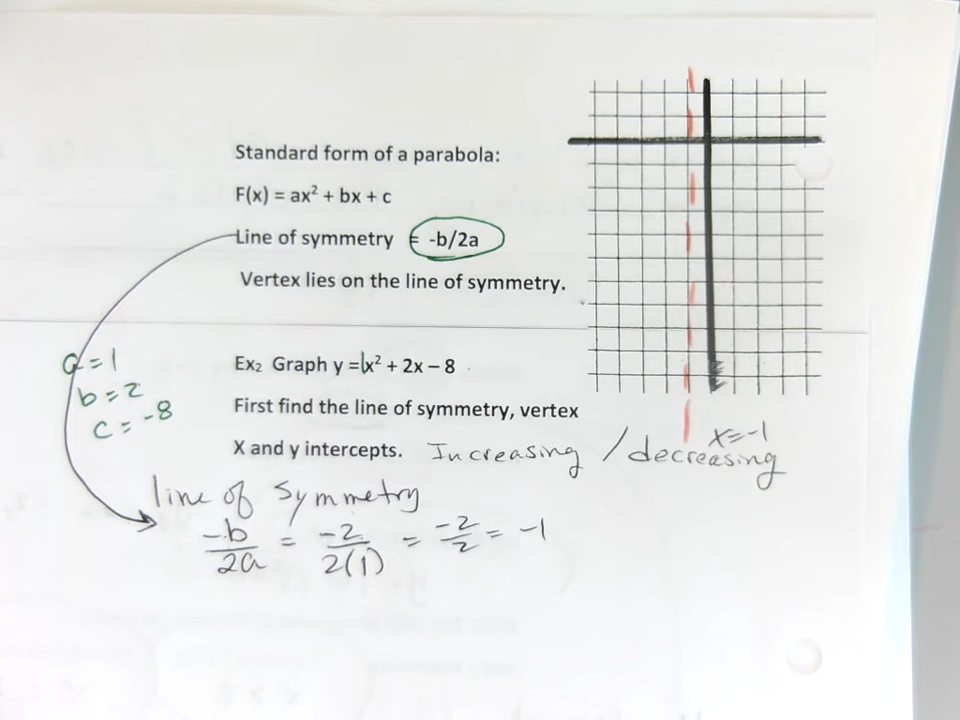 Standard form of a parabola:
F(x) = ax² + bx + c
Line of symmetry = -b/2a
Vertex lies on the line of symmetry.
a = 1
b = 2
c = -8
Ex2 Graph y = 1x² + 2x – 8
First find the line of symmetry, vertex
X and y intercepts. Increasing / decreasing
x = -1
line of symmetry
-b/2a = -2/2(1) = -2/2 = -1